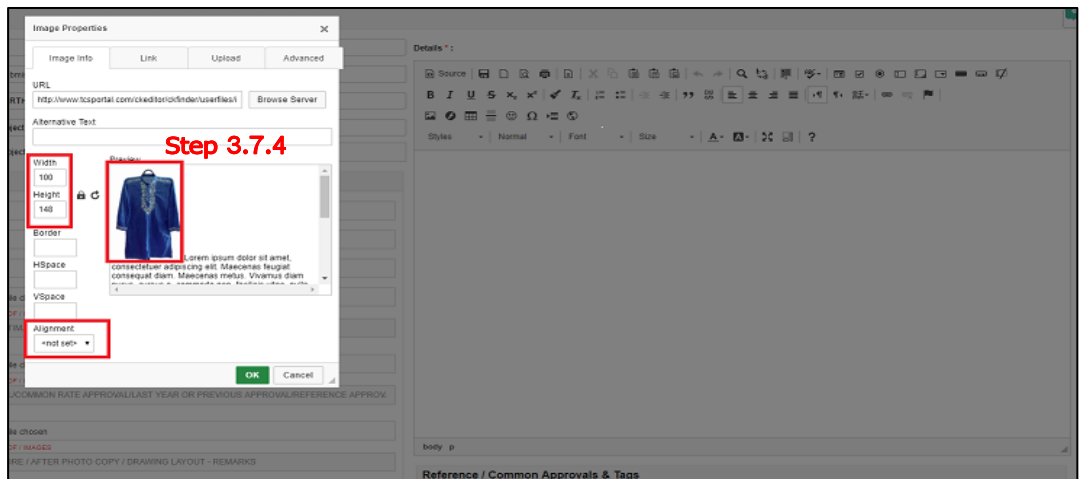 Image Properties
Image Info
Link
Upload
Advanced
URL
http://www.tcsportal.com/ckeditor/ckfinder/userfiles/i
Browse Server
Alternative Text
Step 3.7.4
Width
Preview
100
Height
148
Border
HSpace
VSpace
Lorem ipsum dolor sit amet,
consectetuer adipiscing elit. Maecenas feugiat
consequat diam. Maecenas metus. Vivamus diam
Alignment
<not set>
OK
Cancel
Details * :
Source
Styles
Normal
Font
Size
body p
/COMMON RATE APPROVAL/LAST YEAR OR PREVIOUS APPROVAL/REFERENCE APPROV.
chosen
/ IMAGES
/ AFTER PHOTO COPY / DRAWING LAYOUT - REMARKS
Reference / Common Approvals & Tags